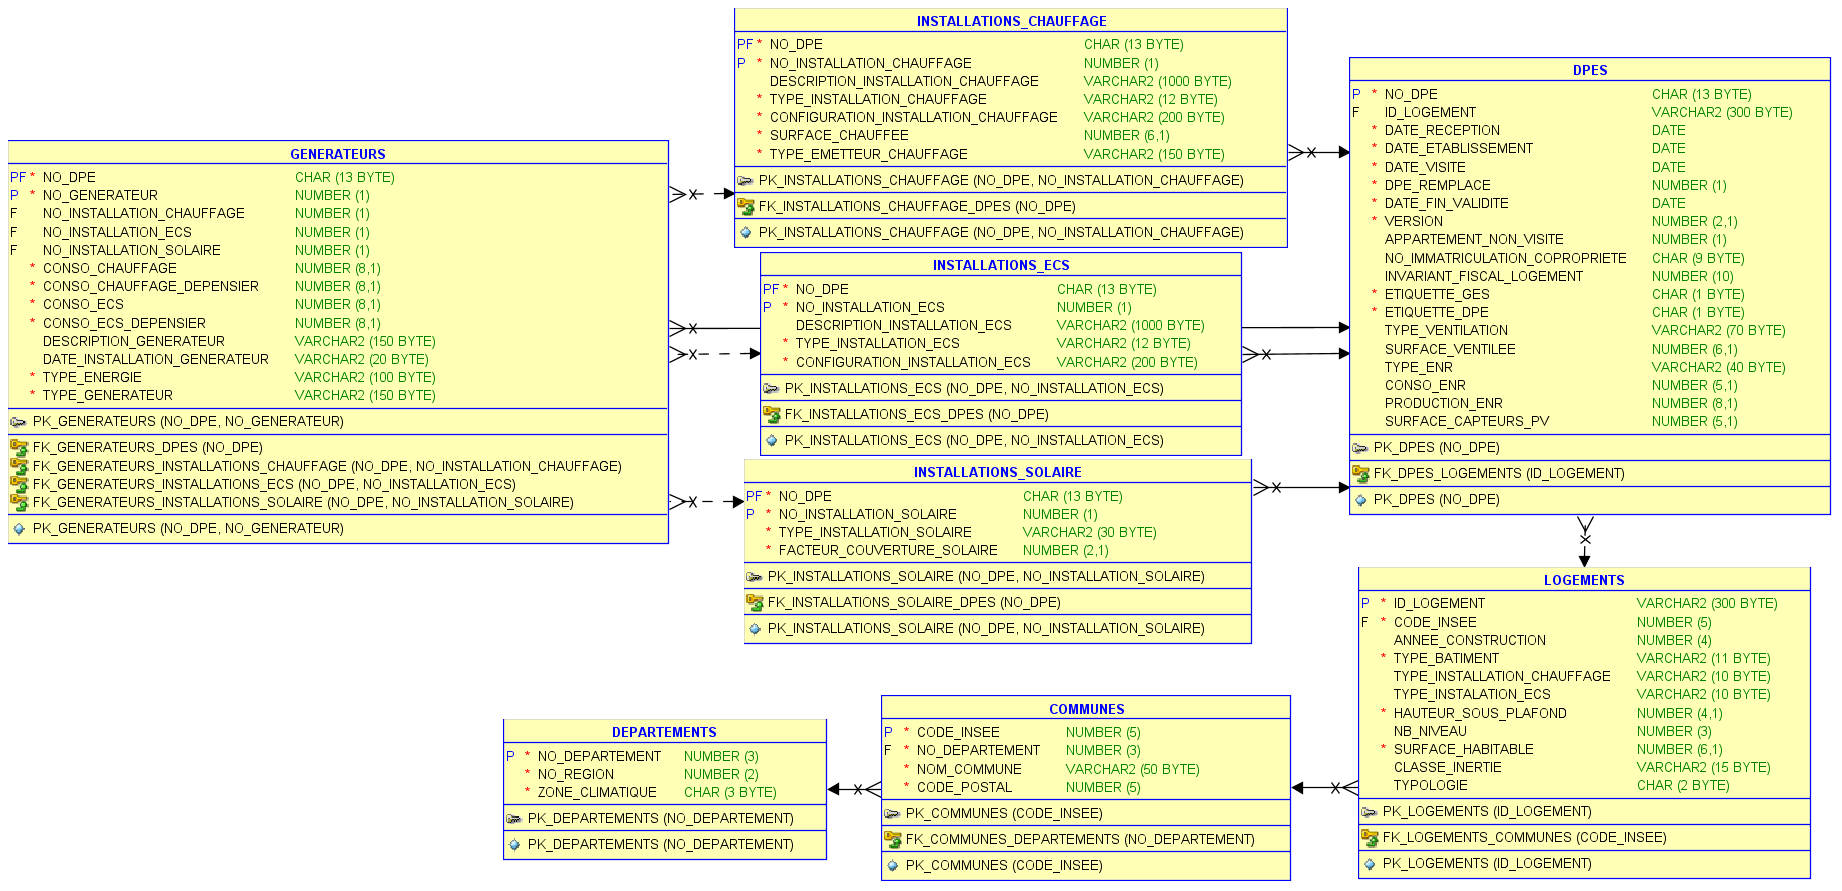 INSTALLATIONS_CHAUFFAGE
PF * NO_DPE CHAR (13 BYTE)
P * NO_INSTALLATION_CHAUFFAGE NUMBER (1)
DESCRIPTION_INSTALLATION_CHAUFFAGE VARCHAR2 (1000 BYTE)
* TYPE_INSTALLATION_CHAUFFAGE VARCHAR2 (12 BYTE)
* CONFIGURATION_INSTALLATION_CHAUFFAGE VARCHAR2 (200 BYTE)
* SURFACE_CHAUFFEE NUMBER (6,1)
* TYPE_EMETTEUR_CHAUFFAGE VARCHAR2 (150 BYTE)
PK_INSTALLATIONS_CHAUFFAGE (NO_DPE, NO_INSTALLATION_CHAUFFAGE)
FK_INSTALLATIONS_CHAUFFAGE_DPES (NO_DPE)
PK_INSTALLATIONS_CHAUFFAGE (NO_DPE, NO_INSTALLATION_CHAUFFAGE)
DPES
P * NO_DPE CHAR (13 BYTE)
F ID_LOGEMENT VARCHAR2 (300 BYTE)
* DATE_RECEPTION DATE
* DATE_ETABLISSEMENT DATE
* DATE_VISITE DATE
* DPE_REMPLACE NUMBER (1)
* DATE_FIN_VALIDITE DATE
* VERSION NUMBER (2,1)
APPARTEMENT_NON_VISITE NUMBER (1)
NO_IMMATRICULATION_COPROPRIETE CHAR (9 BYTE)
INVARIANT_FISCAL_LOGEMENT NUMBER (10)
* ETIQUETTE_GES CHAR (1 BYTE)
* ETIQUETTE_DPE CHAR (1 BYTE)
TYPE_VENTILATION VARCHAR2 (70 BYTE)
SURFACE_VENTILEE NUMBER (6,1)
TYPE_ENR VARCHAR2 (40 BYTE)
CONSO_ENR NUMBER (5,1)
PRODUCTION_ENR NUMBER (8,1)
SURFACE_CAPTEURS_PV NUMBER (5,1)
PK_DPES (NO_DPE)
FK_DPES_LOGEMENTS (ID_LOGEMENT)
PK_DPES (NO_DPE)
GENERATEURS
PF * NO_DPE CHAR (13 BYTE)
P * NO_GENERATEUR NUMBER (1)
F NO_INSTALLATION_CHAUFFAGE NUMBER (1)
F NO_INSTALLATION_ECS NUMBER (1)
F NO_INSTALLATION_SOLAIRE NUMBER (1)
* CONSO_CHAUFFAGE NUMBER (8,1)
* CONSO_CHAUFFAGE_DEPENSIER NUMBER (8,1)
* CONSO_ECS NUMBER (8,1)
* CONSO_ECS_DEPENSIER NUMBER (8,1)
DESCRIPTION_GENERATEUR VARCHAR2 (150 BYTE)
DATE_INSTALLATION_GENERATEUR VARCHAR2 (20 BYTE)
* TYPE_ENERGIE VARCHAR2 (100 BYTE)
* TYPE_GENERATEUR VARCHAR2 (150 BYTE)
PK_GENERATEURS (NO_DPE, NO_GENERATEUR)
FK_GENERATEURS_DPES (NO_DPE)
FK_GENERATEURS_INSTALLATIONS_CHAUFFAGE (NO_DPE, NO_INSTALLATION_CHAUFFAGE)
FK_GENERATEURS_INSTALLATIONS_ECS (NO_DPE, NO_INSTALLATION_ECS)
FK_GENERATEURS_INSTALLATIONS_SOLAIRE (NO_DPE, NO_INSTALLATION_SOLAIRE)
PK_GENERATEURS (NO_DPE, NO_GENERATEUR)
INSTALLATIONS_ECS
PF * NO_DPE CHAR (13 BYTE)
P * NO_INSTALLATION_ECS NUMBER (1)
DESCRIPTION_INSTALLATION_ECS VARCHAR2 (1000 BYTE)
* TYPE_INSTALLATION_ECS VARCHAR2 (12 BYTE)
* CONFIGURATION_INSTALLATION_ECS VARCHAR2 (200 BYTE)
PK_INSTALLATIONS_ECS (NO_DPE, NO_INSTALLATION_ECS)
FK_INSTALLATIONS_ECS_DPES (NO_DPE)
PK_INSTALLATIONS_ECS (NO_DPE, NO_INSTALLATION_ECS)
INSTALLATIONS_SOLAIRE
PF * NO_DPE CHAR (13 BYTE)
P * NO_INSTALLATION_SOLAIRE NUMBER (1)
* TYPE_INSTALLATION_SOLAIRE VARCHAR2 (30 BYTE)
* FACTEUR_COUVERTURE_SOLAIRE NUMBER (2,1)
PK_INSTALLATIONS_SOLAIRE (NO_DPE, NO_INSTALLATION_SOLAIRE)
FK_INSTALLATIONS_SOLAIRE_DPES (NO_DPE)
PK_INSTALLATIONS_SOLAIRE (NO_DPE, NO_INSTALLATION_SOLAIRE)
LOGEMENTS
P * ID_LOGEMENT VARCHAR2 (300 BYTE)
F * CODE_INSEE NUMBER (5)
ANNEE_CONSTRUCTION NUMBER (4)
* TYPE_BATIMENT VARCHAR2 (11 BYTE)
TYPE_INSTALLATION_CHAUFFAGE VARCHAR2 (10 BYTE)
TYPE_INSTALATION_ECS VARCHAR2 (10 BYTE)
* HAUTEUR_SOUS_PLAFOND NUMBER (4,1)
NB_NIVEAU NUMBER (3)
* SURFACE_HABITABLE NUMBER (6,1)
CLASSE_INERTIE VARCHAR2 (15 BYTE)
TYPOLOGIE CHAR (2 BYTE)
PK_LOGEMENTS (ID_LOGEMENT)
FK_LOGEMENTS_COMMUNES (CODE_INSEE)
PK_LOGEMENTS (ID_LOGEMENT)
COMMUNES
P * CODE_INSEE NUMBER (5)
F * NO_DEPARTEMENT NUMBER (3)
* NOM_COMMUNE VARCHAR2 (50 BYTE)
* CODE_POSTAL NUMBER (5)
PK_COMMUNES (CODE_INSEE)
FK_COMMUNES_DEPARTEMENTS (NO_DEPARTEMENT)
PK_COMMUNES (CODE_INSEE)
DEPARTEMENTS
P * NO_DEPARTEMENT NUMBER (3)
* NO_REGION NUMBER (2)
* ZONE_CLIMATIQUE CHAR (3 BYTE)
PK_DEPARTEMENTS (NO_DEPARTEMENT)
PK_DEPARTEMENTS (NO_DEPARTEMENT)